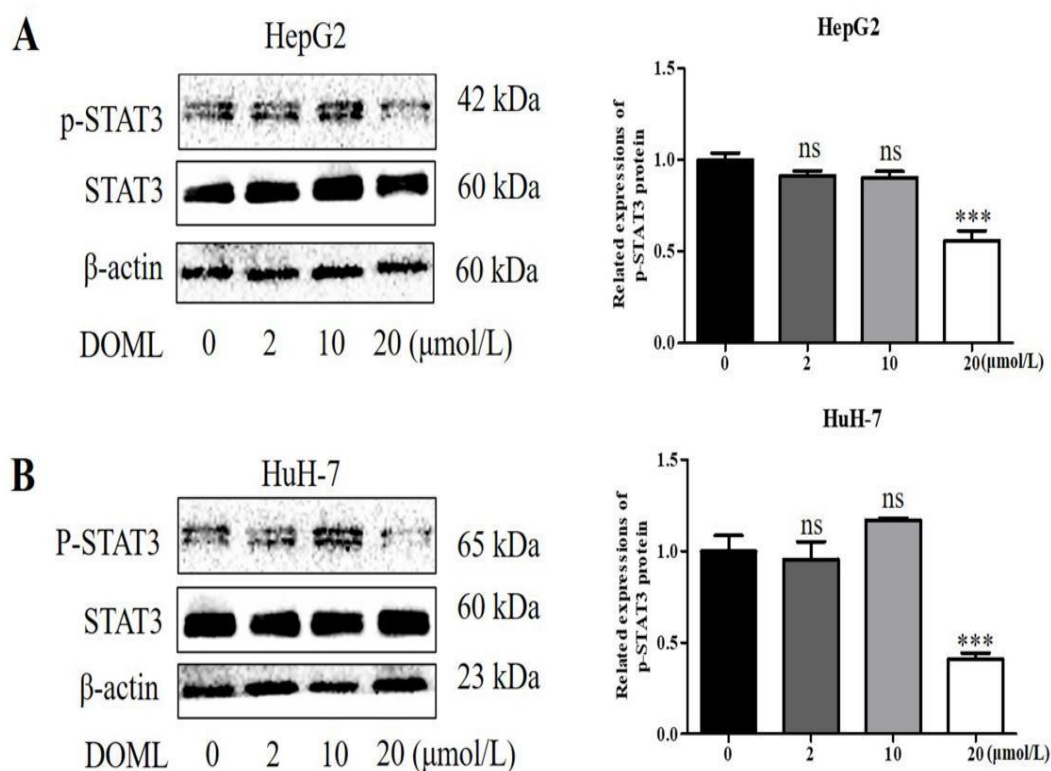 A
HepG2
p-STAT3
42 kDa
STAT3
60 kDa
β-actin
60 kDa
DOML 0 2 10 20 (μmol/L)
HepG2
Related expressions of
p-STAT3 protein
1.5
1.0
0.5
0.0
ns
ns
***
0 2 10 20(μmol/L)
B
HuH-7
P-STAT3
65 kDa
STAT3
60 kDa
β-actin
23 kDa
DOML 0 2 10 20 (μmol/L)
HuH-7
Related expressions of
p-STAT3 protein
1.5
1.0
0.5
0.0
ns
ns
***
0 2 10 20 (μmol/L)